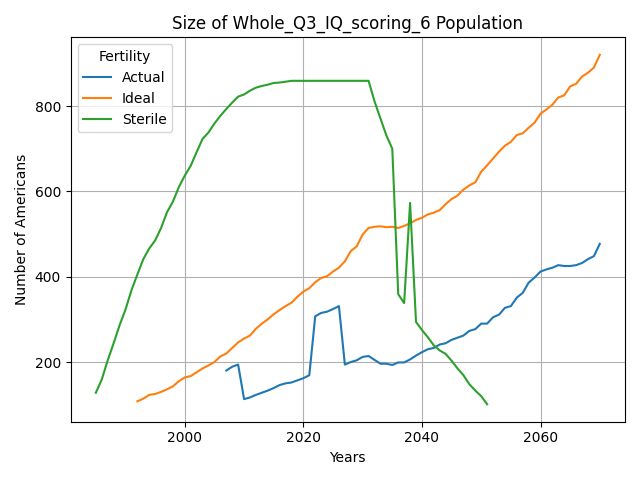 Size of Whole_Q3_IQ_scoring_6 Population
Fertility
Actual
Ideal
Sterile
Number of Americans
800
600
400
200
2000
2020
2040
2060
Years